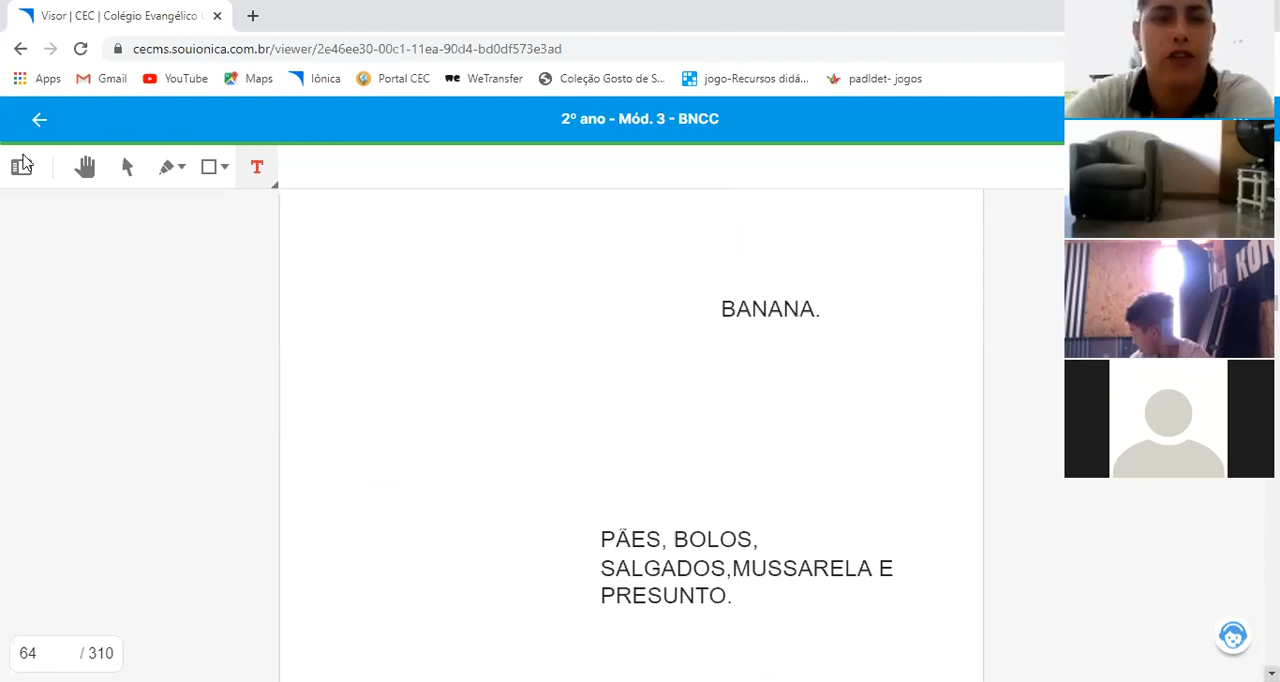 Visor | CEC | Colégio Evangélico
cecms.souionica.com.br/viewer/2e46ee30-00c1-11ea-90d4-bd0df573e3ad
Apps Gmail YouTube Maps Iônica Portal CEC WeTransfer Coleção Gosto de S... jogo-Recursos didá... padldet- jogos
2º ano - Mód. 3 - BNCC
T
BANANA.
PÃES, BOLOS,
SALGADOS,MUSSARELA E
PRESUNTO.
64 / 310